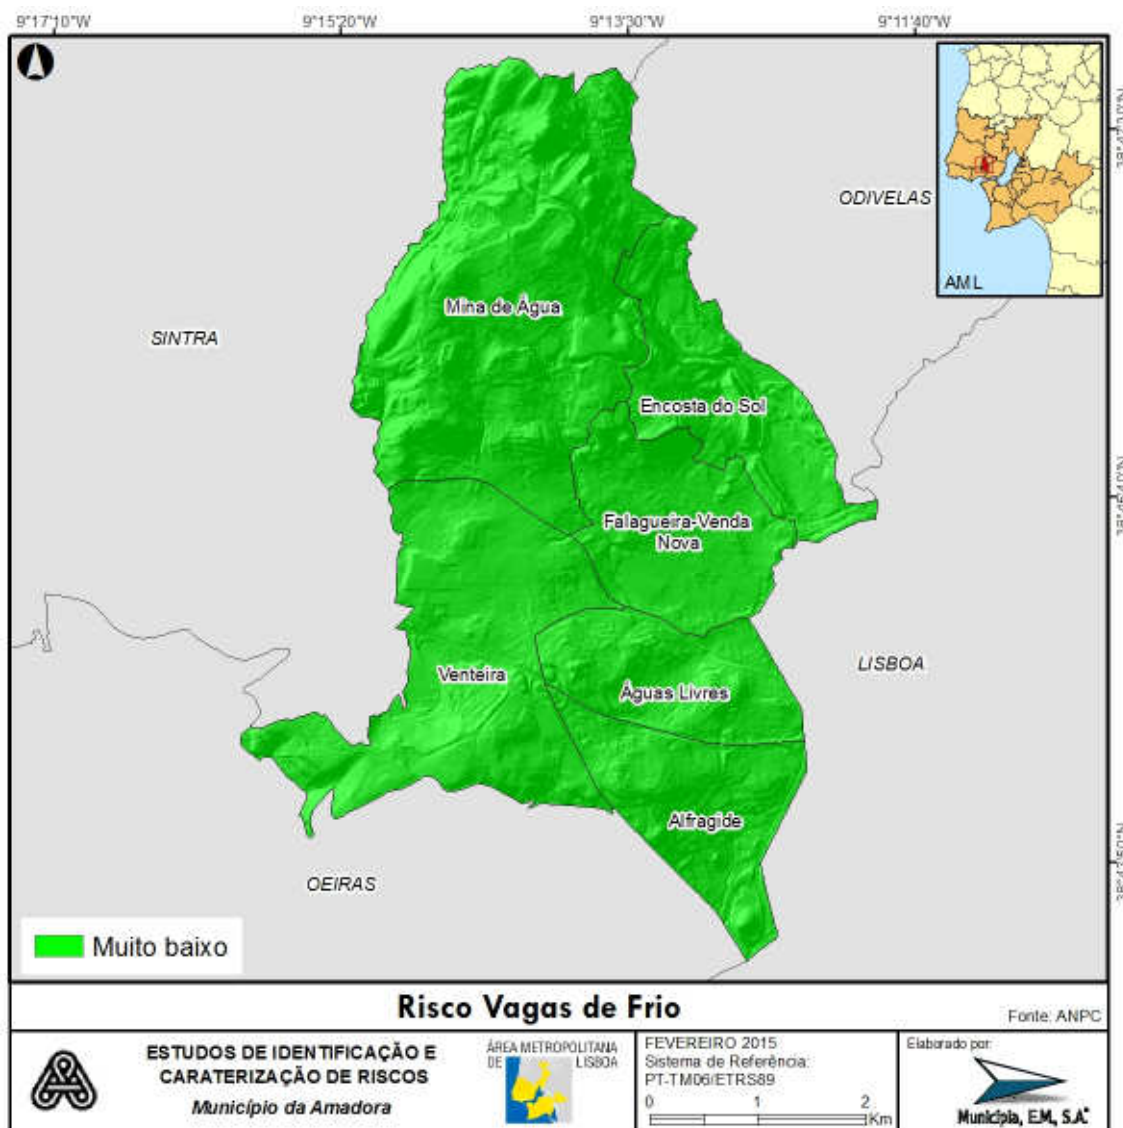 9°17'10"W 9°15'20"W 9°13'30"W 9°11'40"W
ODIVELAS
AML
Mina de Água
SINTRA
Encosta do Sol
Falagueira-Venda
Nova
LISBOA
Venteira
Águas Livres
Alfragide
OEIRAS
Muito baixo
Risco Vagas de Frio
Fonte: ANPC
ESTUDOS DE IDENTIFICAÇÃO E
CARATERIZAÇÃO DE RISCOS
Município da Amadora
ÁREA METROPOLITANA
DE LISBOA
FEVEREIRO 2015
Sistema de Referência:
PT-TM06/ETRS89
0 1 2
Km
Elaborado por:
Municípia, E.M., S.A.